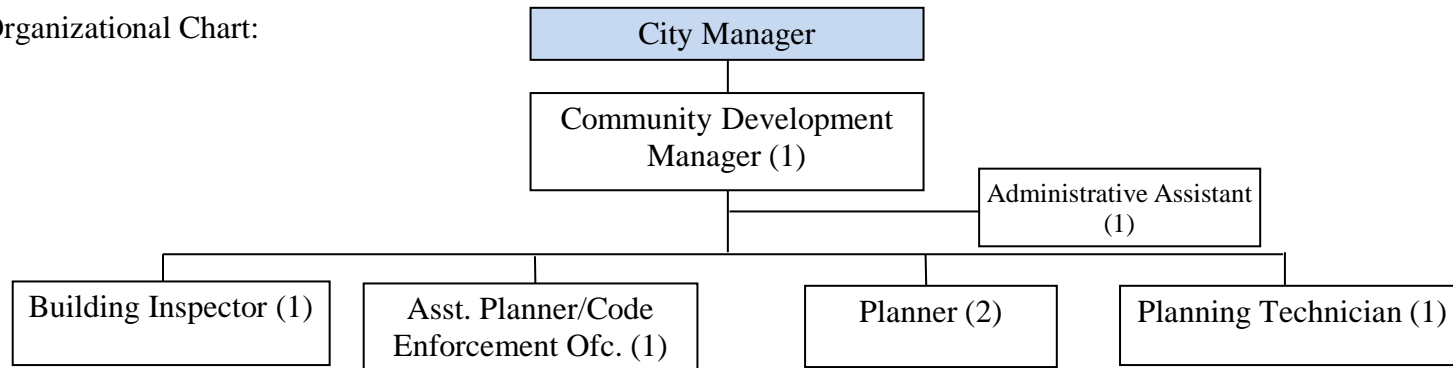 rganizational Chart:
City Manager
Community Development
Manager (1)
Administrative Assistant
(1)
Building Inspector (1)
Asst. Planner/Code
Enforcement Ofc. (1)
Planner (2)
Planning Technician (1)